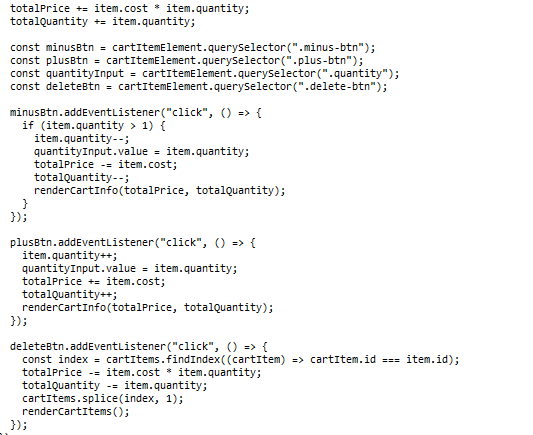 totalPrice += item.cost * item.quantity;
totalQuantity += item.quantity;

const minusBtn = cartItemElement.querySelector(".minus-btn");
const plusBtn = cartItemElement.querySelector(".plus-btn");
const quantityInput = cartItemElement.querySelector(".quantity");
const deleteBtn = cartItemElement.querySelector(".delete-btn");

minusBtn.addEventListener("click", () => {
  if (item.quantity > 1) {
    item.quantity--;
    quantityInput.value = item.quantity;
    totalPrice -= item.cost;
    totalQuantity--;
    renderCartInfo(totalPrice, totalQuantity);
  }
});

plusBtn.addEventListener("click", () => {
  item.quantity++;
  quantityInput.value = item.quantity;
  totalPrice += item.cost;
  totalQuantity++;
  renderCartInfo(totalPrice, totalQuantity);
});

deleteBtn.addEventListener("click", () => {
  const index = cartItems.findIndex((cartItem) => cartItem.id === item.id);
  totalPrice -= item.cost * item.quantity;
  totalQuantity -= item.quantity;
  cartItems.splice(index, 1);
  renderCartItems();
});